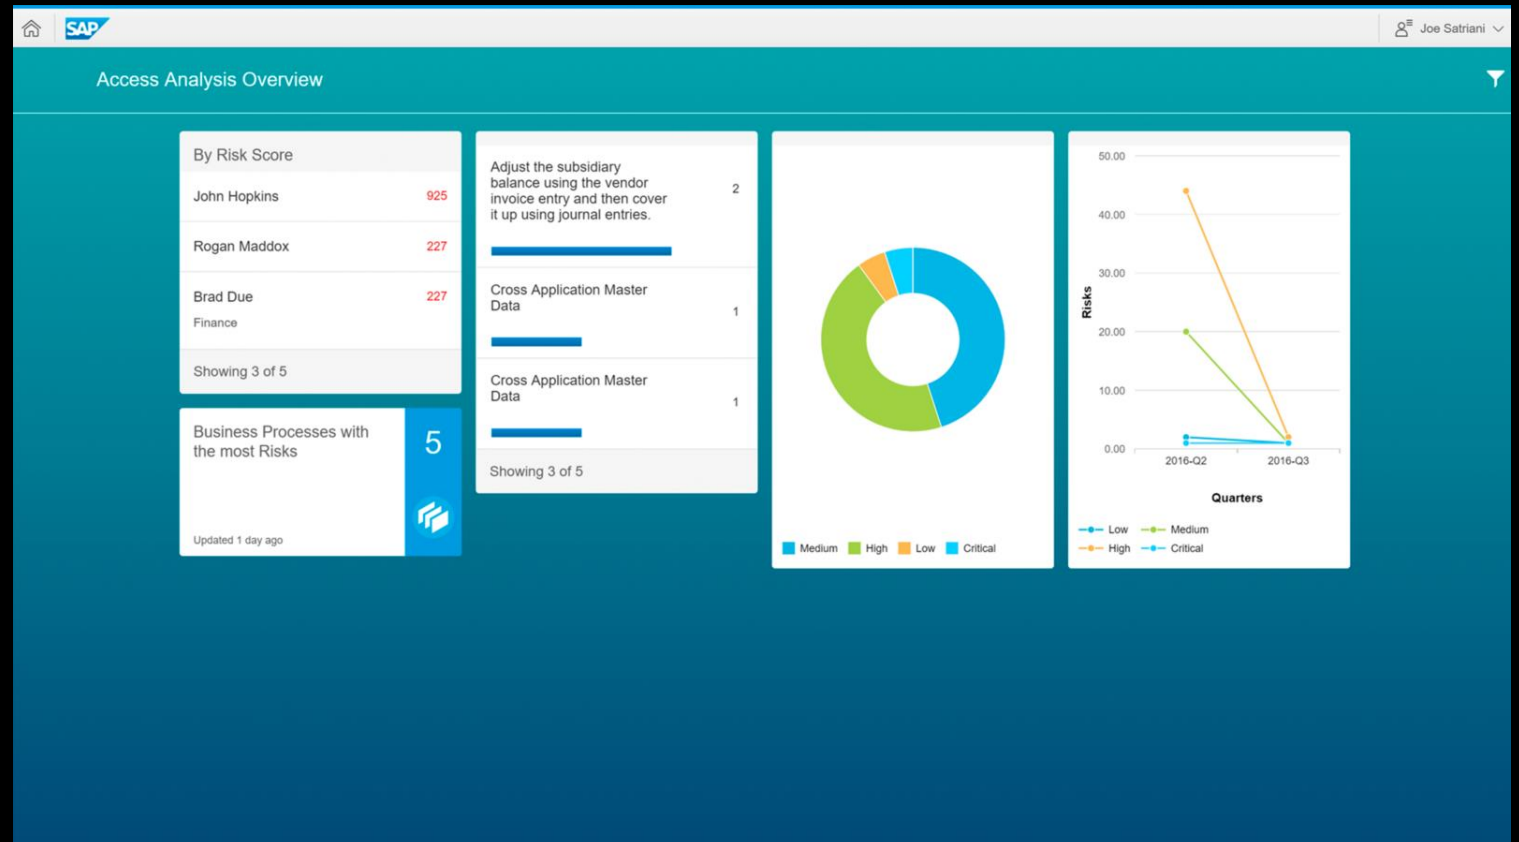 SAP
Joe Satriani
Access Analysis Overview
By Risk Score
John Hopkins 925
Rogan Maddox 227
Brad Due 227
Finance
Showing 3 of 5
Business Processes with
the most Risks
5
Updated 1 day ago
Adjust the subsidiary
balance using the vendor
invoice entry and then cover
it up using journal entries.
2
Cross Application Master
Data
1
Cross Application Master
Data
1
Showing 3 of 5
Medium High Low Critical
50.00
40.00
30.00
20.00
10.00
0.00
Risks
2016-Q2 2016-Q3
Quarters
Low Medium
High Critical